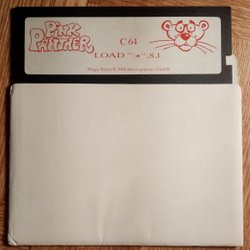 PINK
PANTHER
C 64
LOAD ":*",8,1
Magic Bytes © 1988 micro-partner GmbH